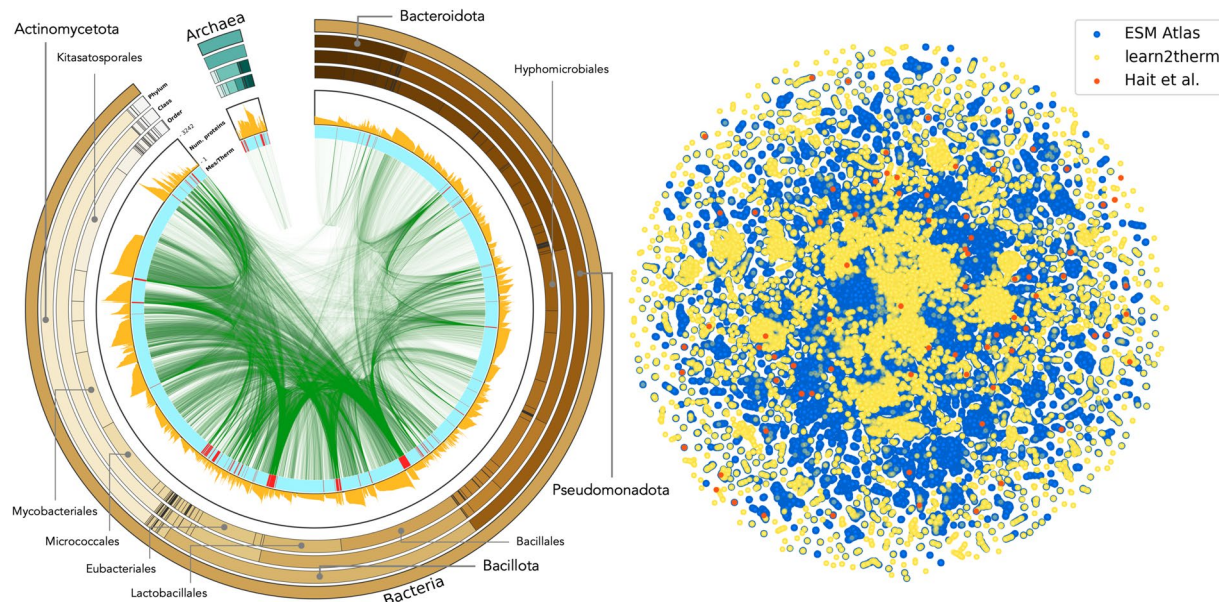 Actinomycetota
Kitasatosporales
Archaea
Bacteroidota
Hyphomicrobiales
Phylum
Class
Order
3242
Num. proteins
1
Mes/Therm
Mycobacteriales
Micrococcales
Eubacteriales
Lactobacillales
Bacteria
Bacillota
Bacillales
Pseudomonadota
ESM Atlas
learn2therm
Hait et al.